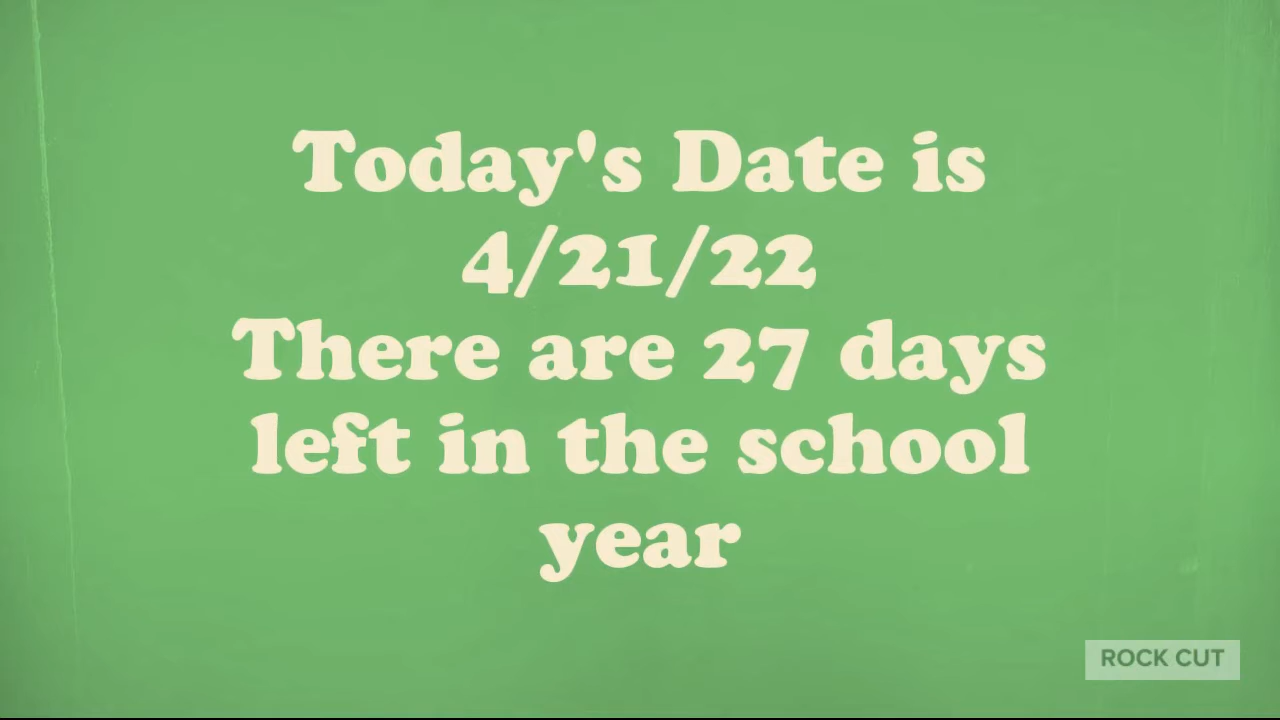 Today's Date is
4/21/22
There are 27 days
left in the school
year
ROCK CUT